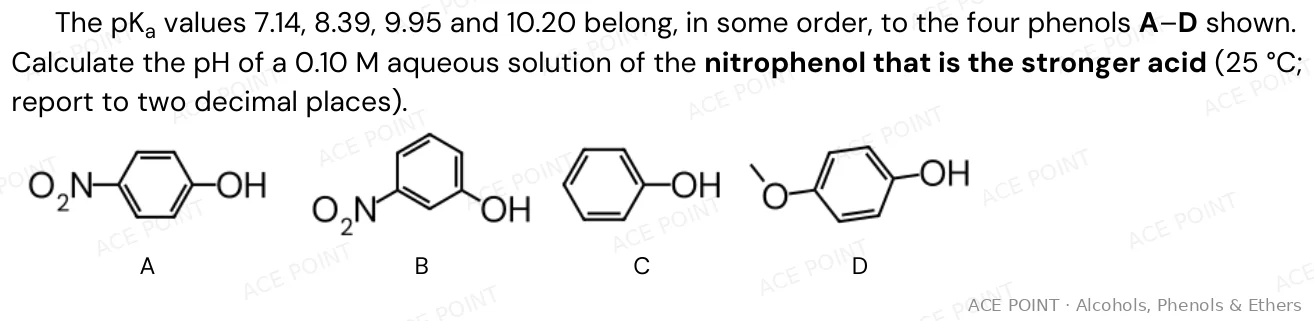 The pKₐ values 7.14, 8.39, 9.95 and 10.20 belong, in some order, to the four phenols A–D shown.
Calculate the pH of a 0.10 M aqueous solution of the nitrophenol that is the stronger acid (25 °C;
report to two decimal places).
O₂N OH
O₂N OH
OH
O OH
A B C D
ACE POINT · Alcohols, Phenols & Ethers
ACE POINT